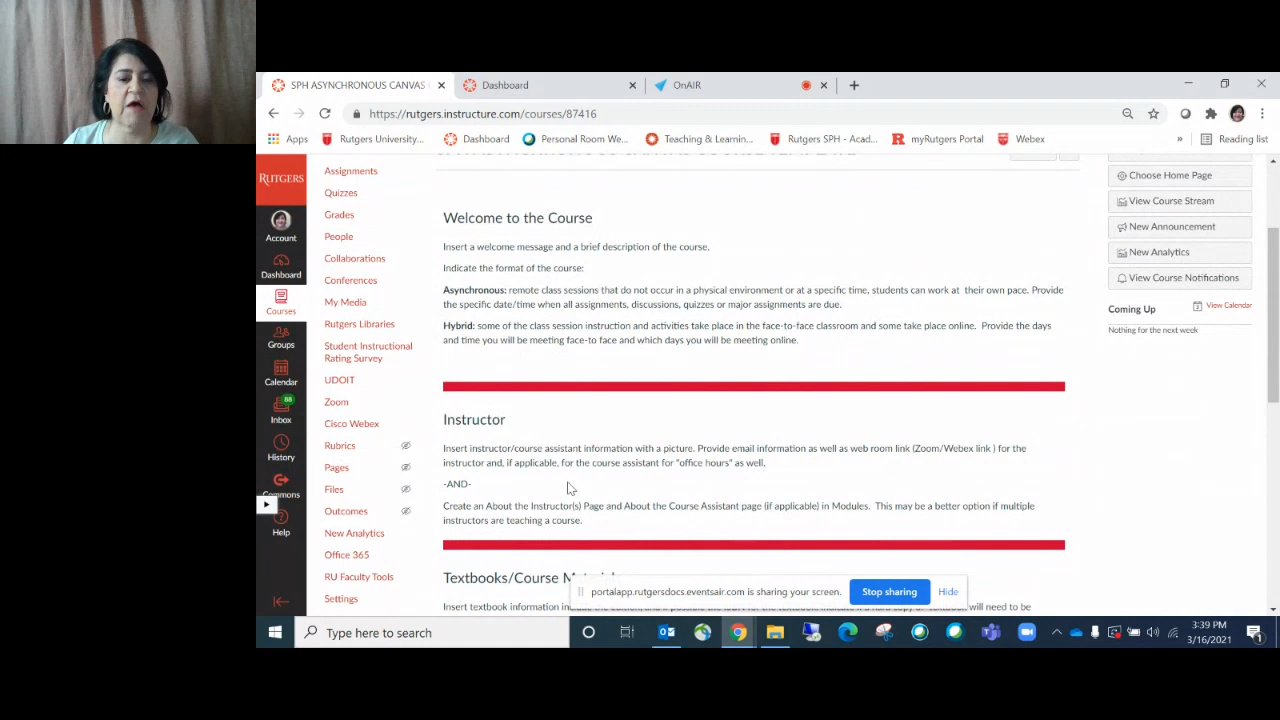 SPH ASYNCHRONOUS CANVAS
Dashboard
OnAIR
https://rutgers.instructure.com/courses/87416
Apps
Rutgers University...
Dashboard
Personal Room We...
Teaching & Learnin...
Rutgers SPH - Acad...
myRutgers Portal
Webex
»
Reading list
RUTGERS
Account
Dashboard
Courses
Groups
Calendar
88
Inbox
History
Commons
Help
Assignments
Quizzes
Grades
People
Collaborations
Conferences
My Media
Rutgers Libraries
Student Instructional
Rating Survey
UDOIT
Zoom
Cisco Webex
Rubrics
Pages
Files
Outcomes
New Analytics
Office 365
RU Faculty Tools
Settings
Welcome to the Course
Insert a welcome message and a brief description of the course.
Indicate the format of the course:
Asynchronous: remote class sessions that do not occur in a physical environment or at a specific time, students can work at their own pace. Provide
the specific date/time when all assignments, discussions, quizzes or major assignments are due.
Hybrid: some of the class session instruction and activities take place in the face-to-face classroom and some take place online. Provide the days
and time you will be meeting face-to face and which days you will be meeting online.
Instructor
Insert instructor/course assistant information with a picture. Provide email information as well as web room link (Zoom/Webex link ) for the
instructor and, if applicable, for the course assistant for "office hours" as well.
-AND-
Create an About the Instructor(s) Page and About the Course Assistant page (if applicable) in Modules. This may be a better option if multiple
instructors are teaching a course.
Textbooks/Course
Insert textbook information
will need to be
Choose Home Page
View Course Stream
New Announcement
New Analytics
View Course Notifications
Coming Up
View Calendar
Nothing for the next week
portalapp.rutgersdocs.eventsair.com is sharing your screen.
Stop sharing
Hide
Type here to search
3:39 PM
3/16/2021
1